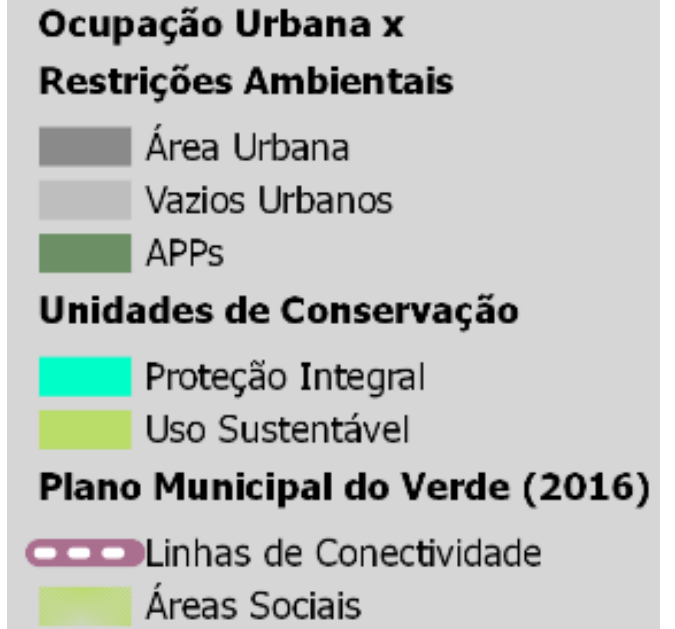 Ocupação Urbana x
Restrições Ambientais
Área Urbana
Vazios Urbanos
APPs
Unidades de Conservação
Proteção Integral
Uso Sustentável
Plano Municipal do Verde (2016)
Linhas de Conectividade
Áreas Sociais